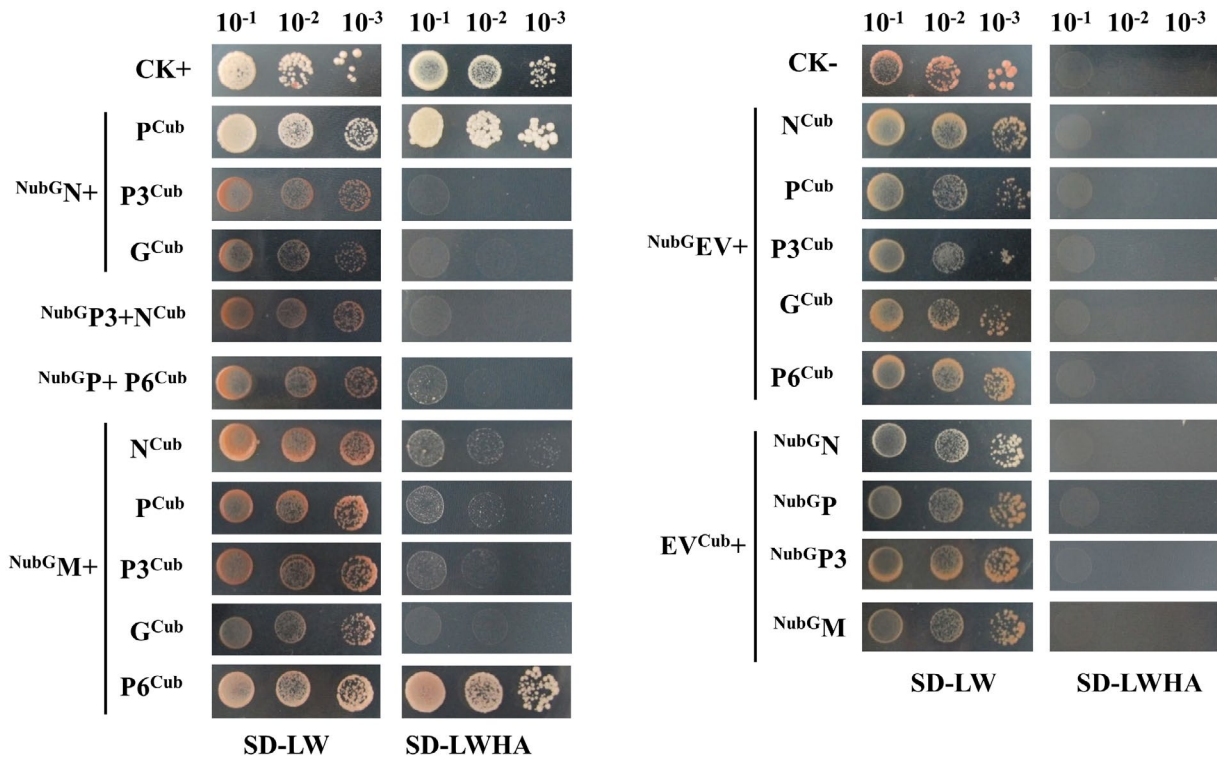 10⁻¹ 10⁻² 10⁻³
CK+
NubGN+
PCub
P3Cub
GCub
NubGP3+NCub
NubGP+ P6Cub
NubGM+
NCub
PCub
P3Cub
GCub
P6Cub
SD-LW SD-LWHA
10⁻¹ 10⁻² 10⁻³ 10⁻¹ 10⁻² 10⁻³
10⁻¹ 10⁻² 10⁻³
CK-
NubGEV+
NCub
PCub
P3Cub
GCub
P6Cub
EVCub+
NubGN
NubGP
NubGP3
NubGM
SD-LW SD-LWHA